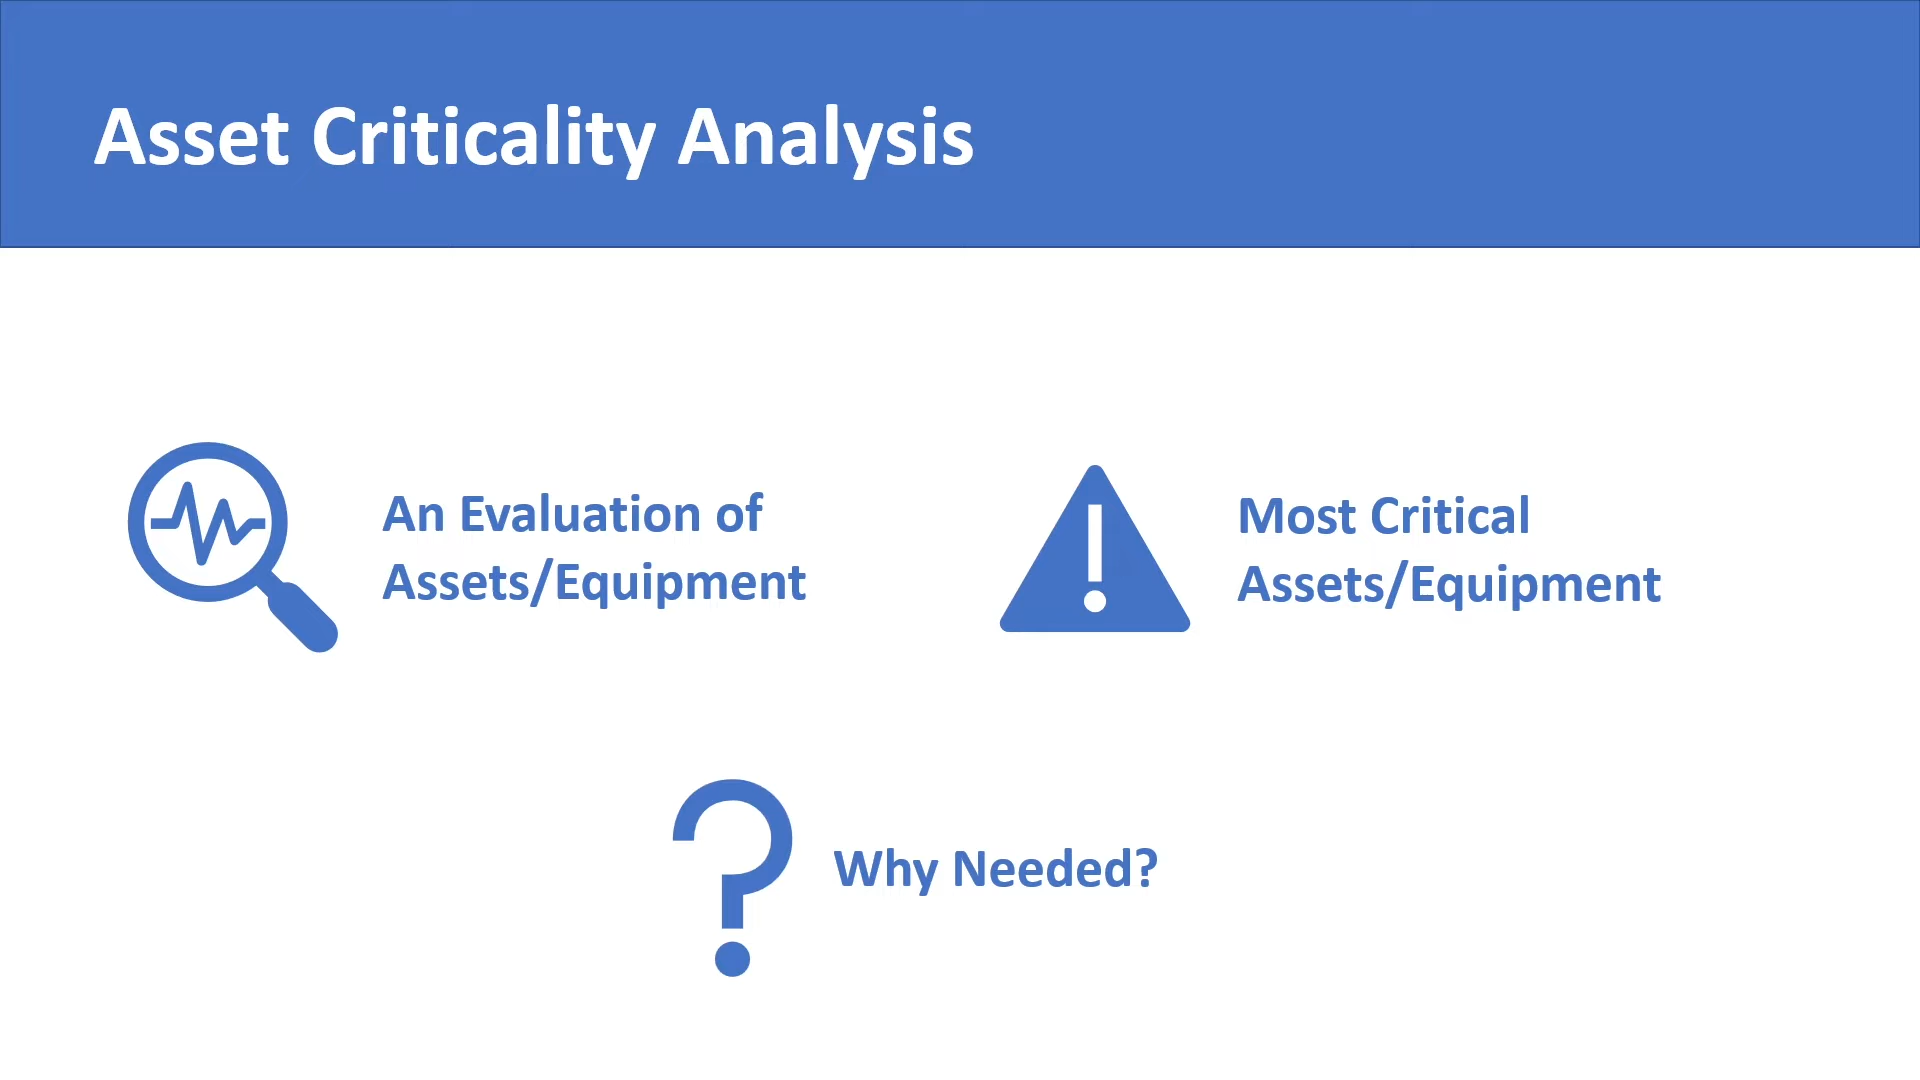 Asset Criticality Analysis
An Evaluation of
Assets/Equipment
Most Critical
Assets/Equipment
Why Needed?